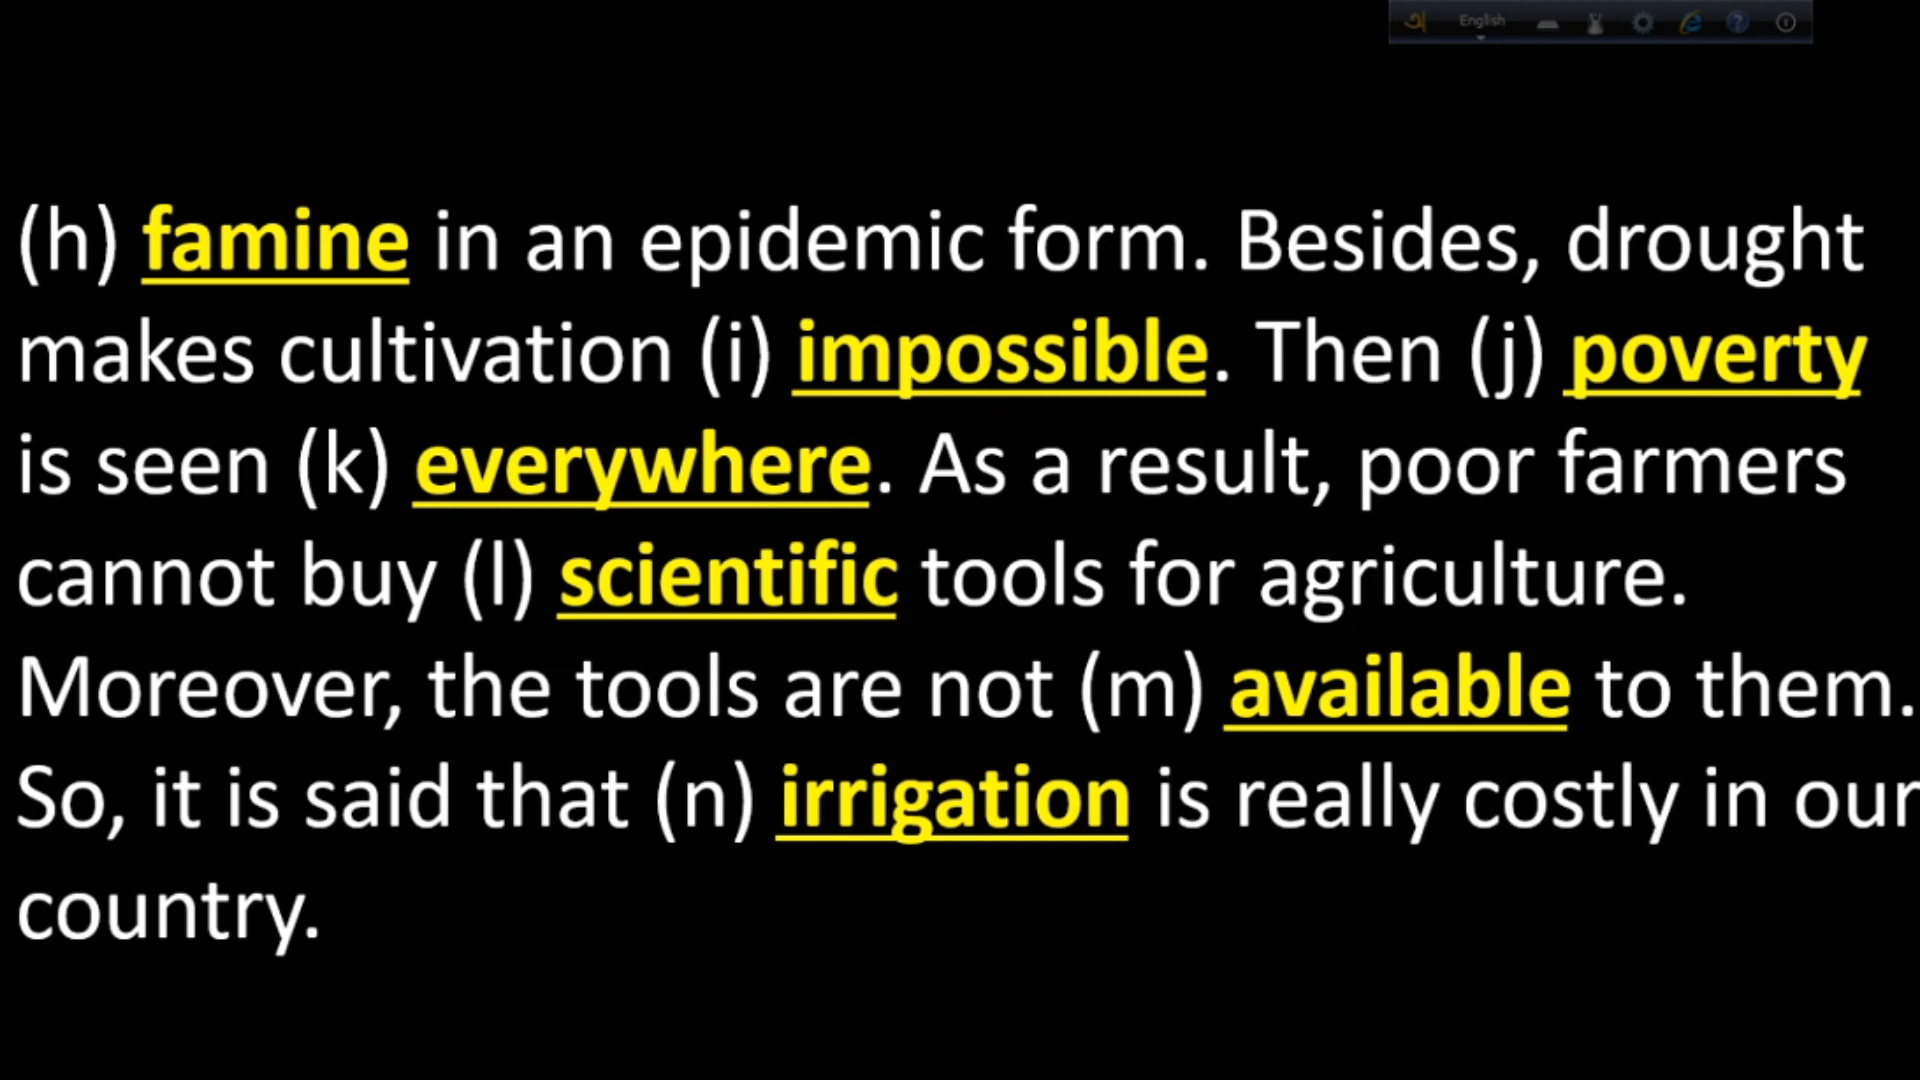 অ English
(h) famine in an epidemic form. Besides, drought
makes cultivation (i) impossible. Then (j) poverty
is seen (k) everywhere. As a result, poor farmers
cannot buy (l) scientific tools for agriculture.
Moreover, the tools are not (m) available to them.
So, it is said that (n) irrigation is really costly in our
country.